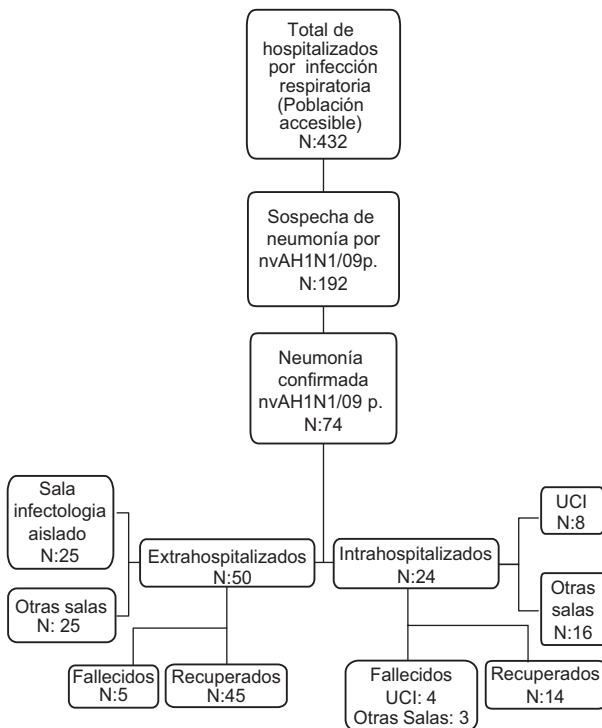 Total de
hospitalizados
por infección
respiratoria
(Población
accesible)
N:432
Sospecha de
neumonía por
nvAH1N1/09p.
N:192
Neumonía
confirmada
nvAH1N1/09 p.
N:74
Sala
infectologia
aislado
N:25
Otras salas
N: 25
Extrahospitalizados
N:50
Intrahospitalizados
N:24
UCI
N:8
Otras
salas
N:16
Fallecidos
N:5
Recuperados
N:45
Fallecidos
UCI: 4
Otras Salas: 3
Recuperados
N:14